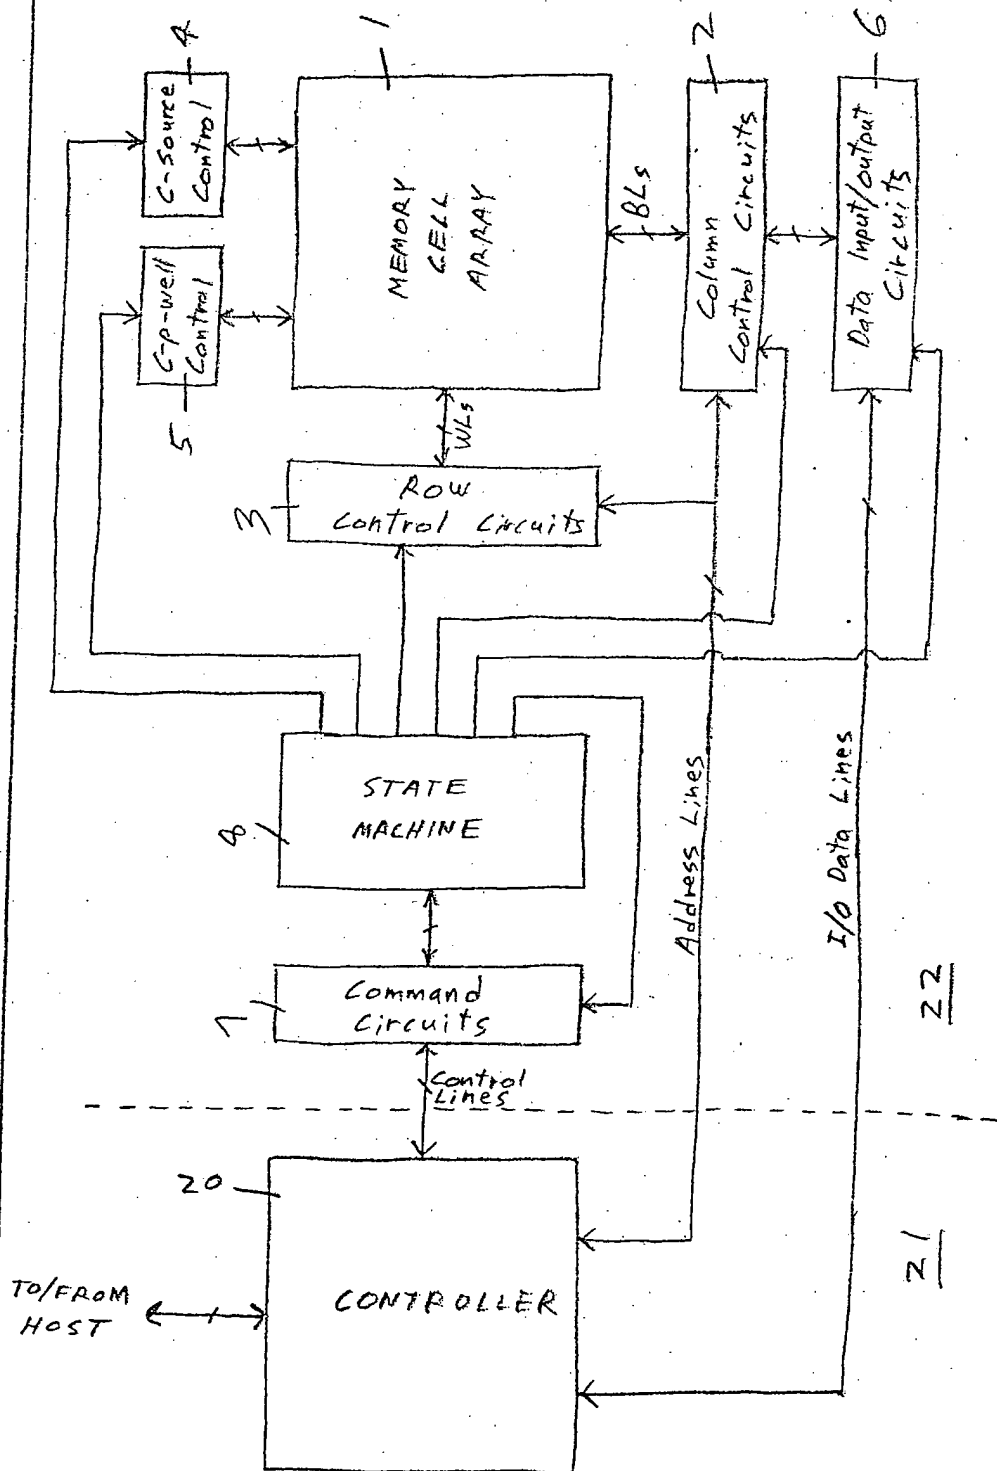 4
C-source
Control
1
MEMORY
CELL
ARRAY
2
Column
Control Circuits
6
Data Input/output
Circuits
C-p-well
Control
5
BLs
WLs
3
ROW
Control Circuits
8
STATE
MACHINE
Address Lines
I/O Data Lines
7
Command
Circuits
22
Control
Lines
20
CONTROLLER
21
TO/FROM
HOST